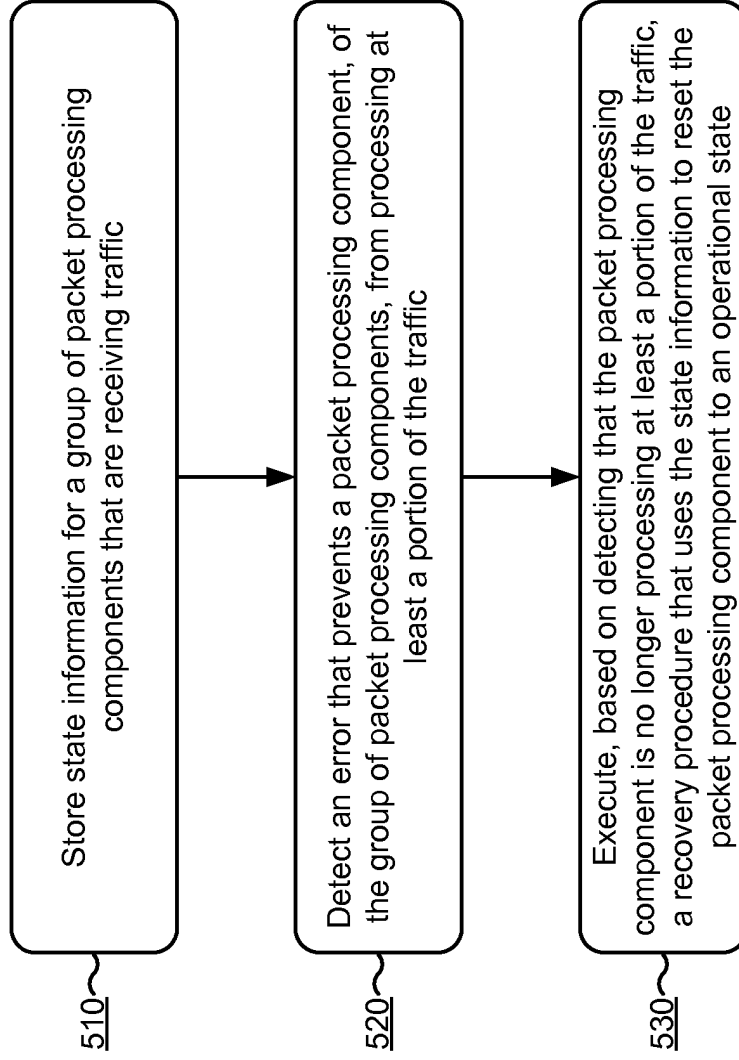 510
Store state information for a group of packet processing
components that are receiving traffic
520
Detect an error that prevents a packet processing component, of
the group of packet processing components, from processing at
least a portion of the traffic
530
Execute, based on detecting that the packet processing
component is no longer processing at least a portion of the traffic,
a recovery procedure that uses the state information to reset the
packet processing component to an operational state